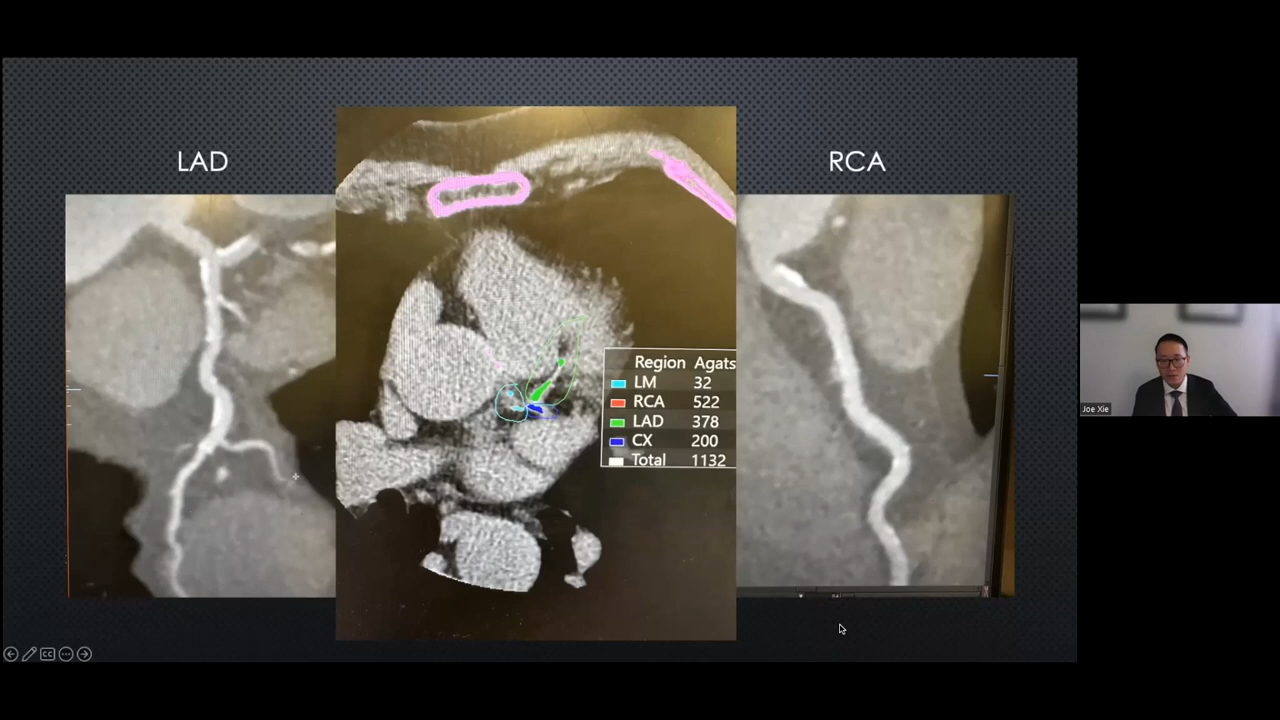 LAD
RCA
Region Agats
LM 32
RCA 522
LAD 378
CX 200
Total 1132
Joe Xie